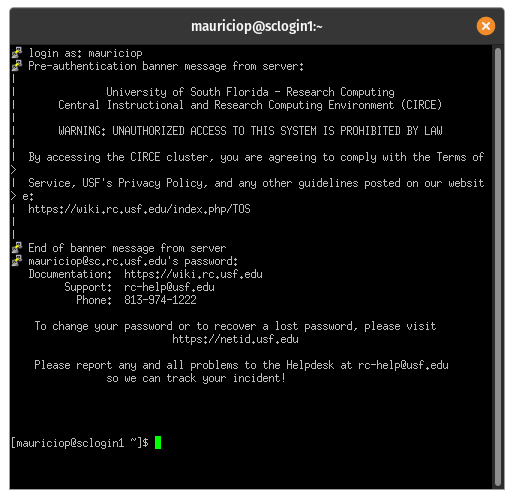 mauriciop@sclogin1:~
login as: mauriciop
Pre-authentication banner message from server:
|
|               University of South Florida - Research Computing
|       Central Instructional and Research Computing Environment (CIRCE)
|
|       WARNING: UNAUTHORIZED ACCESS TO THIS SYSTEM IS PROHIBITED BY LAW
|
|  By accessing the CIRCE cluster, you are agreeing to comply with the Terms of
>
|  Service, USF's Privacy Policy, and any other guidelines posted on our websit
> e:
|  https://wiki.rc.usf.edu/index.php/TOS
|
|
End of banner message from server
mauriciop@sc.rc.usf.edu's password:
Documentation:  https://wiki.rc.usf.edu
Support:  rc-help@usf.edu
Phone:  813-974-1222
To change your password or to recover a lost password, please visit
https://netid.usf.edu
Please report any and all problems to the Helpdesk at rc-help@usf.edu
so we can track your incident!
[mauriciop@sclogin1 ~]$